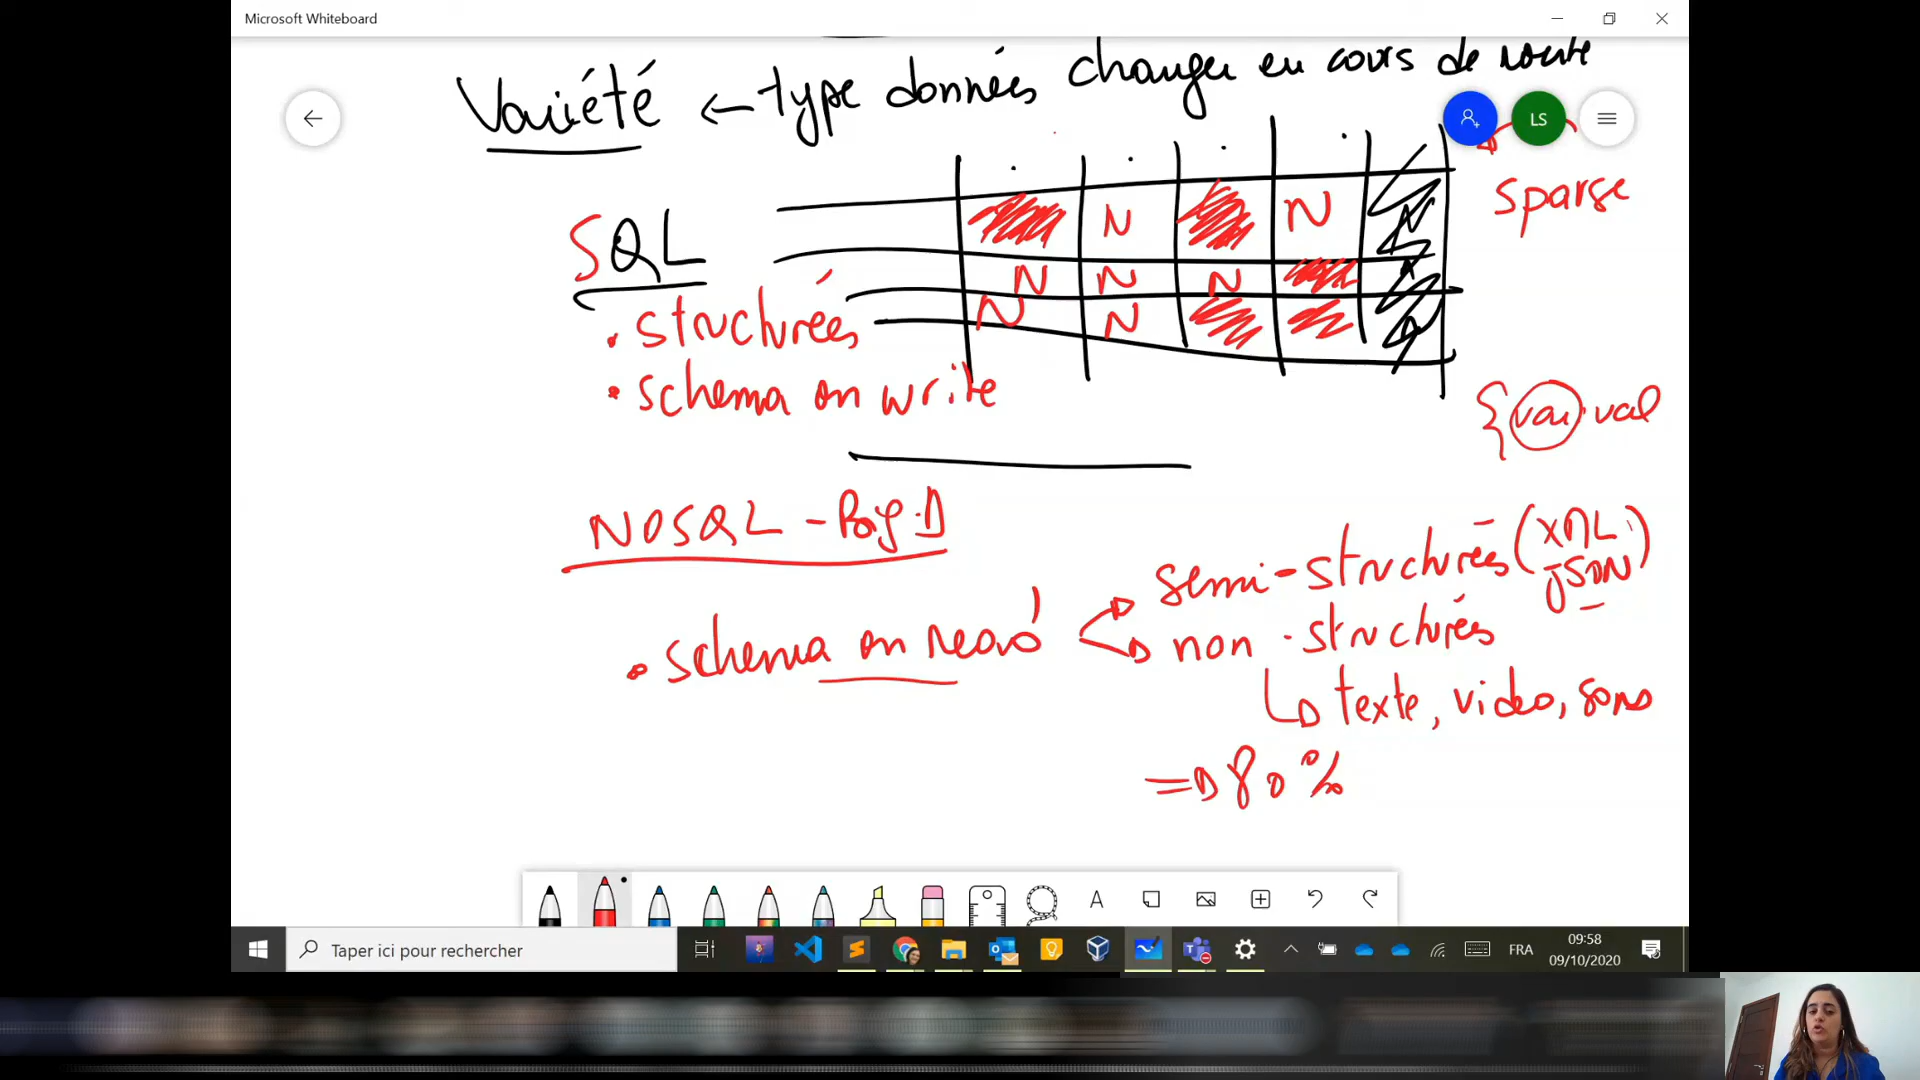 Microsoft Whiteboard
Variété ← type données changer en cours de route
LS
sparse
N N N
SQL
N N N
N N
• structurées
• schema on write
{var. val
NOSQL - Big.D
semi-structurées (XML, JSON)
• schema on read
non-structurés
texte, video, sons
=> 80%
A
Taper ici pour rechercher
FRA
09:58
09/10/2020